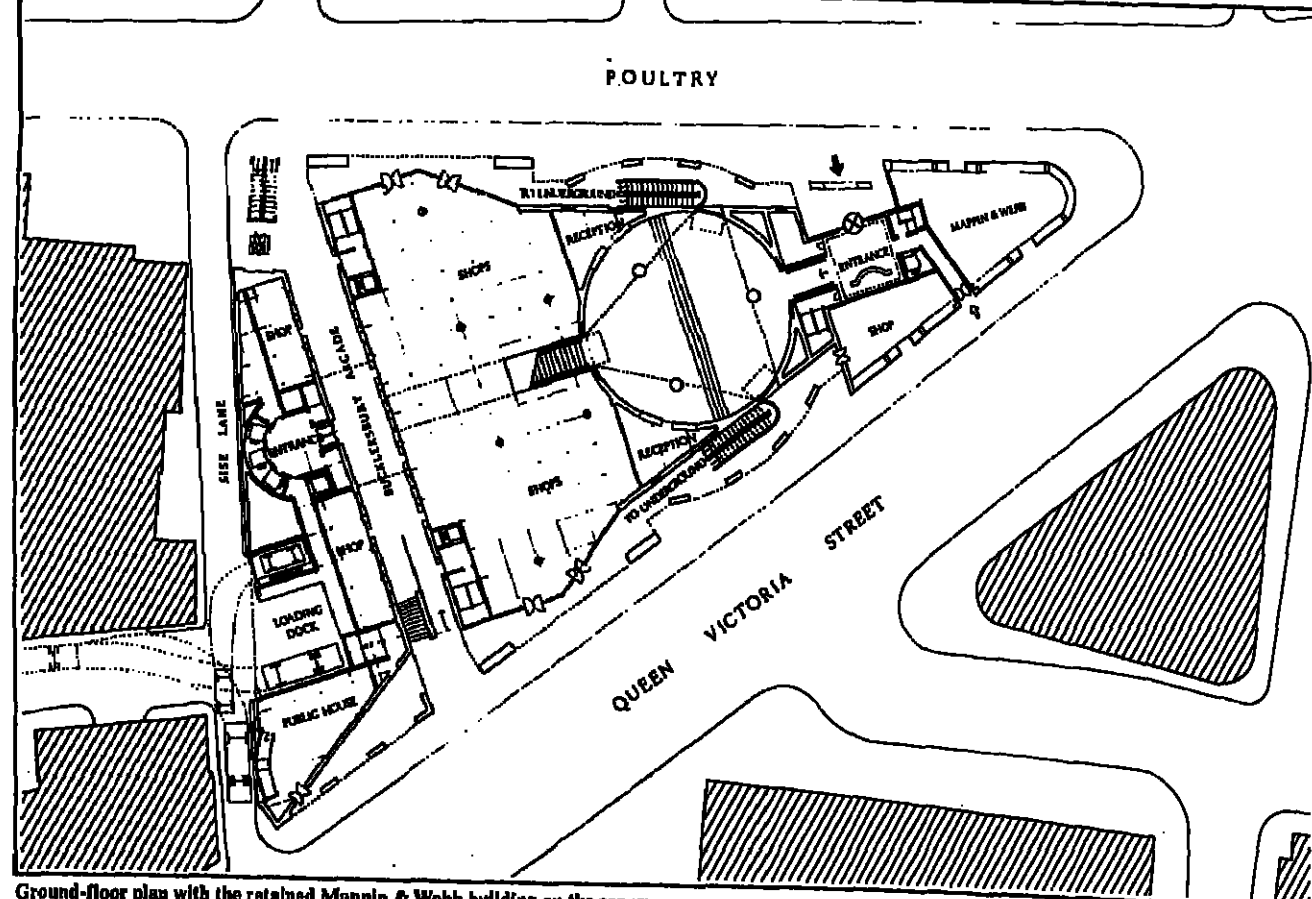 POULTRY
TO UNDERGROUND
RECEPTION
MAPPIN & WEBB
ENTRANCE
SHOPS
SHOP
SHOP
BUCKLERSBURY ARCADE
SISE LANE
ENTRANCE
RECEPTION
TO UNDERGROUND
SHOPS
SHOP
QUEEN VICTORIA STREET
LOADING
DOCK
PUBLIC HOUSE
Ground-floor plan with the retained Mappin & Webb building on the